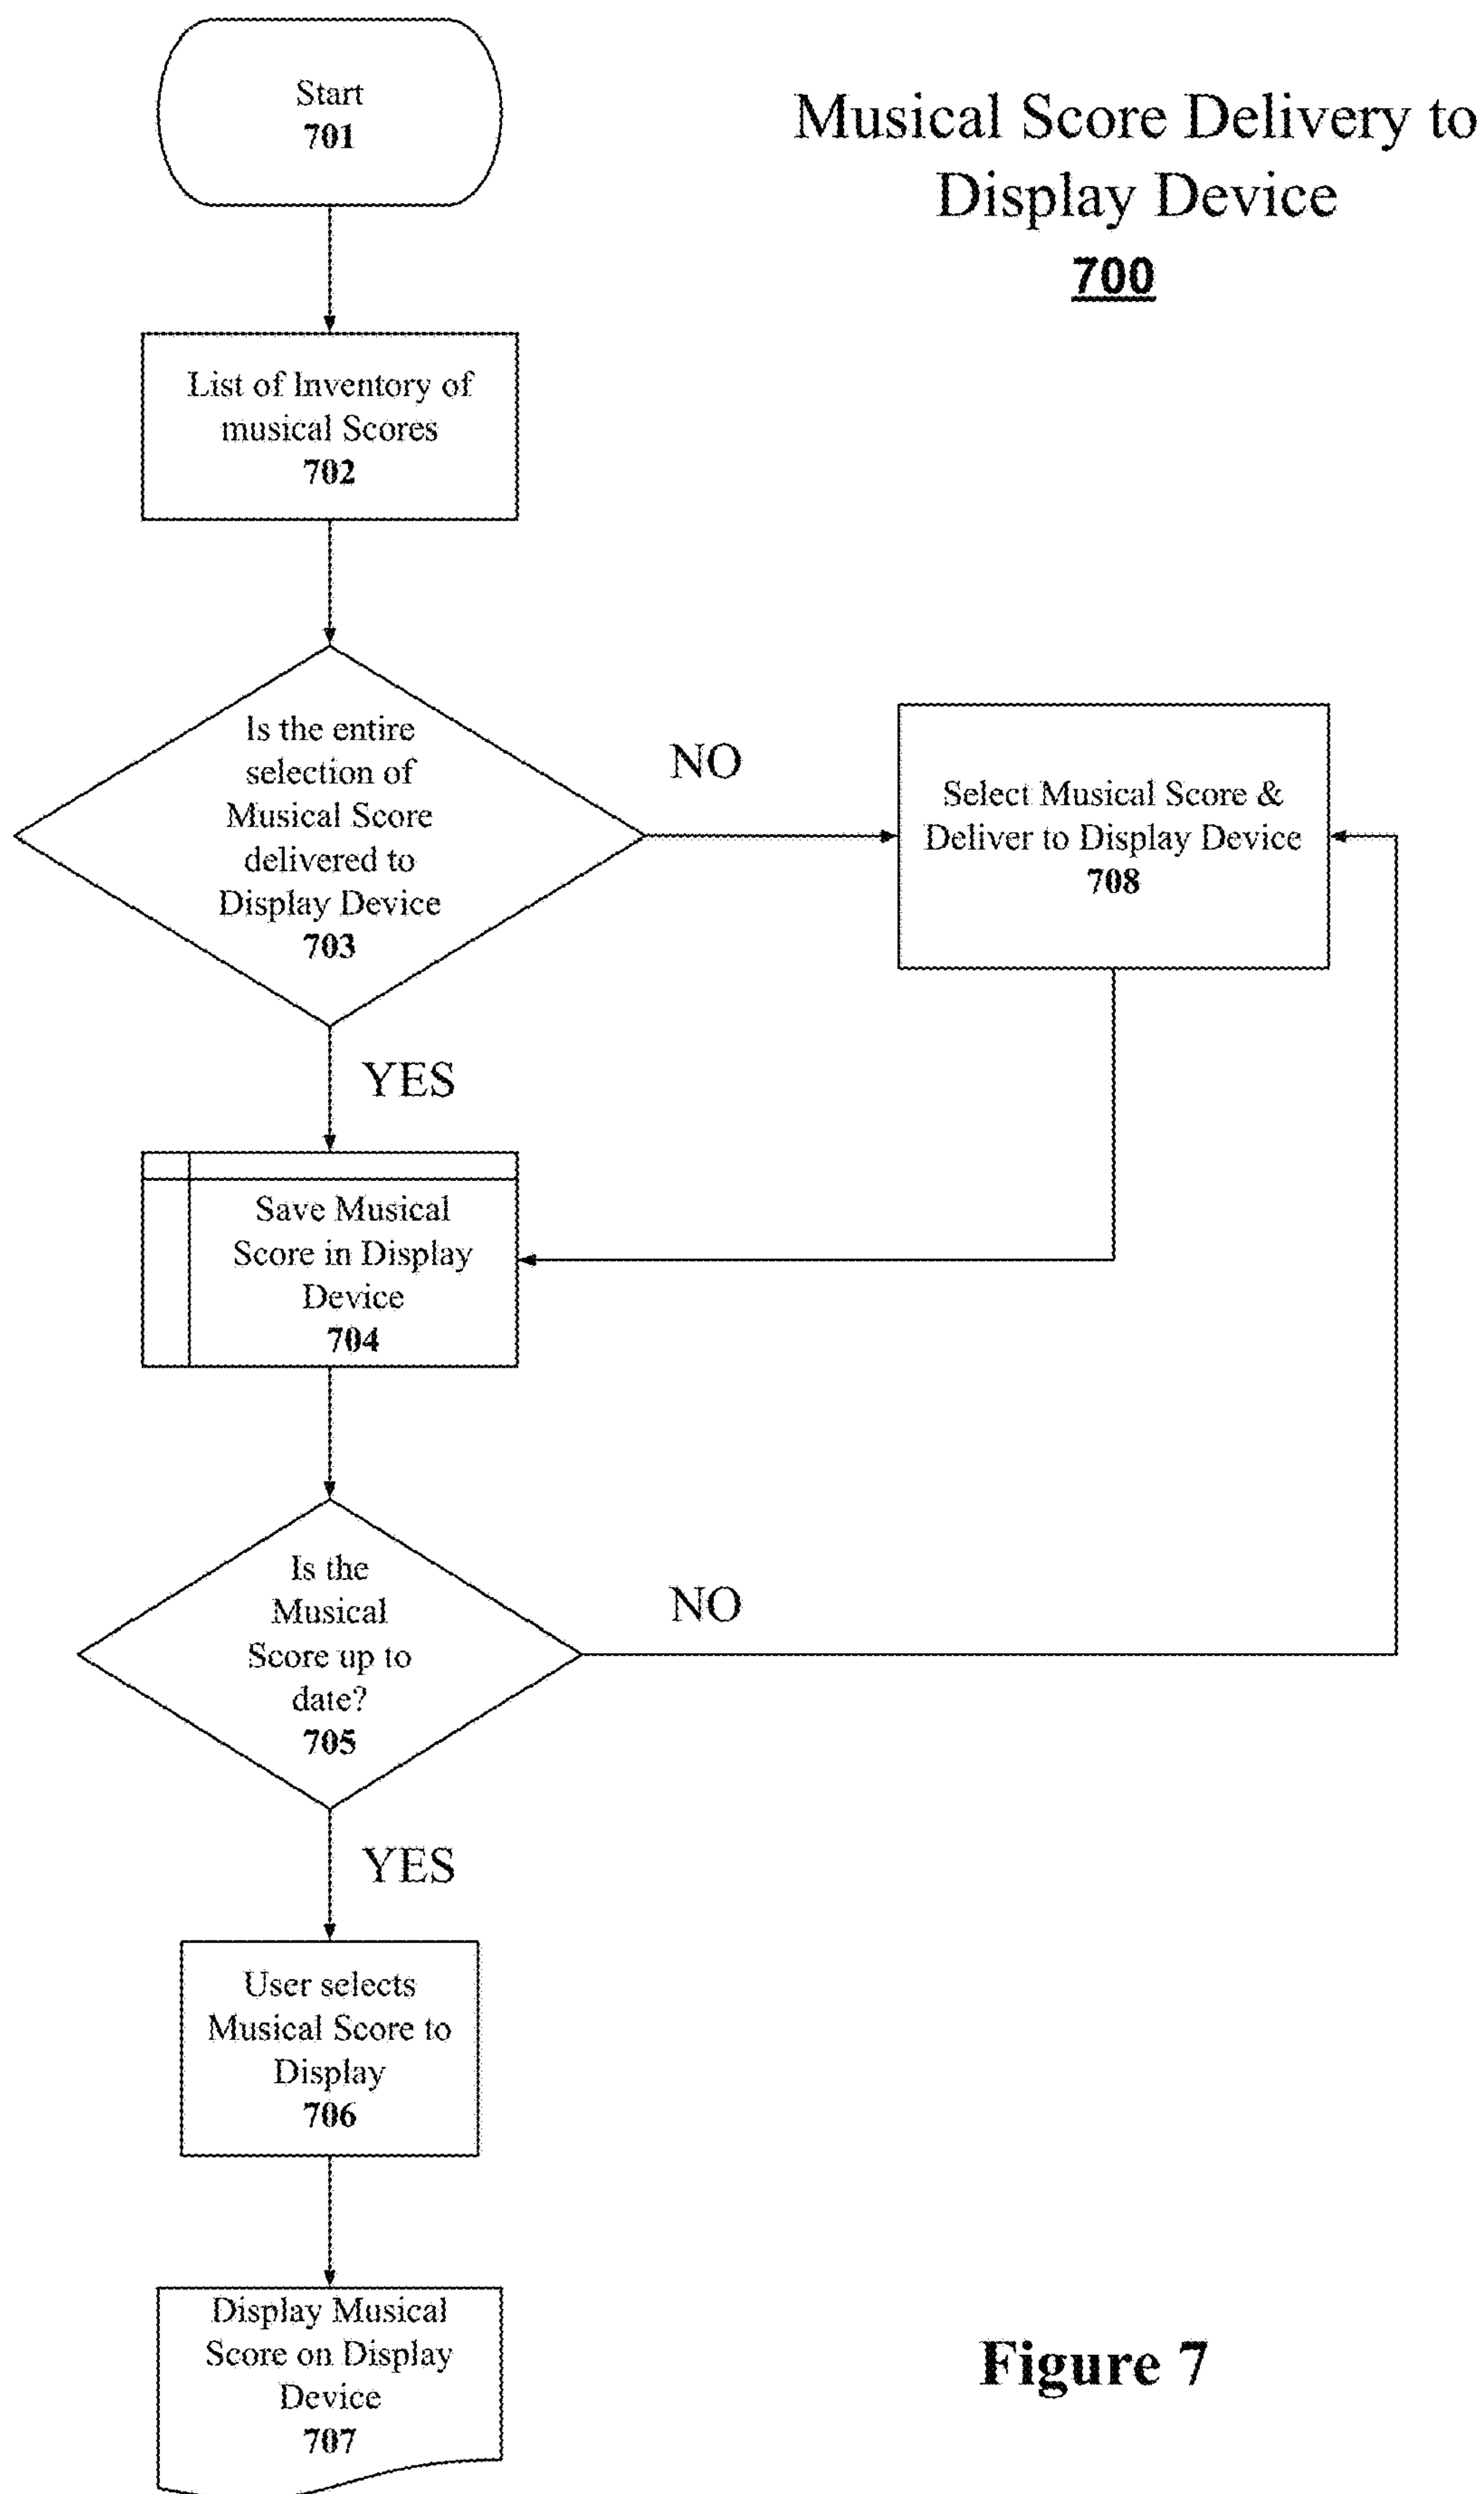 Start
701
Musical Score Delivery to
Display Device
700
List of Inventory of
musical Scores
702
Is the entire
selection of
Musical Score
delivered to
Display Device
703
NO
Select Musical Score &
Deliver to Display Device
708
YES
Save Musical
Score in Display
Device
704
Is the
Musical
Score up to
date?
705
NO
YES
User selects
Musical Score to
Display
706
Display Musical
Score on Display
Device
707
Figure 7